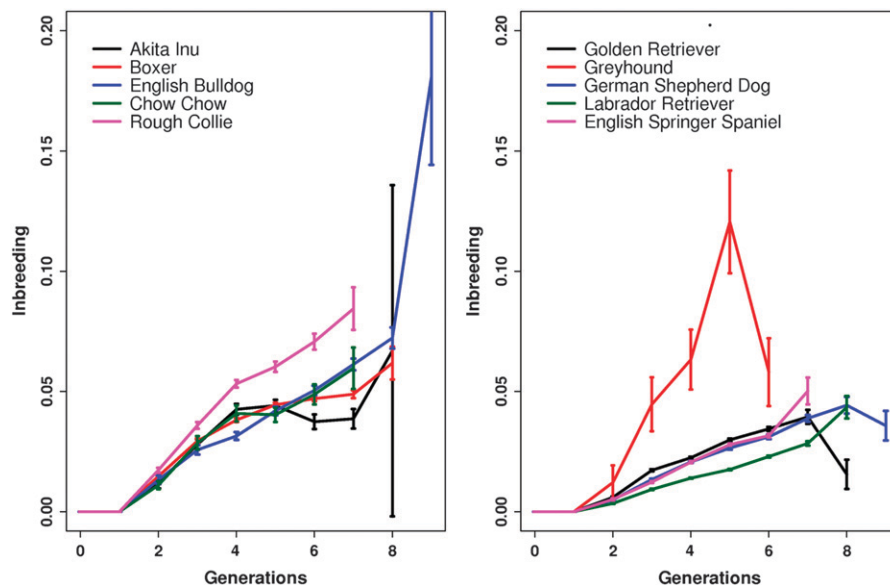 0.20
0.15
0.10
0.05
0.00
Inbreeding
Akita Inu
Boxer
English Bulldog
Chow Chow
Rough Collie
0 2 4 6 8
Generations
0.20
0.15
0.10
0.05
0.00
Inbreeding
Golden Retriever
Greyhound
German Shepherd Dog
Labrador Retriever
English Springer Spaniel
0 2 4 6 8
Generations